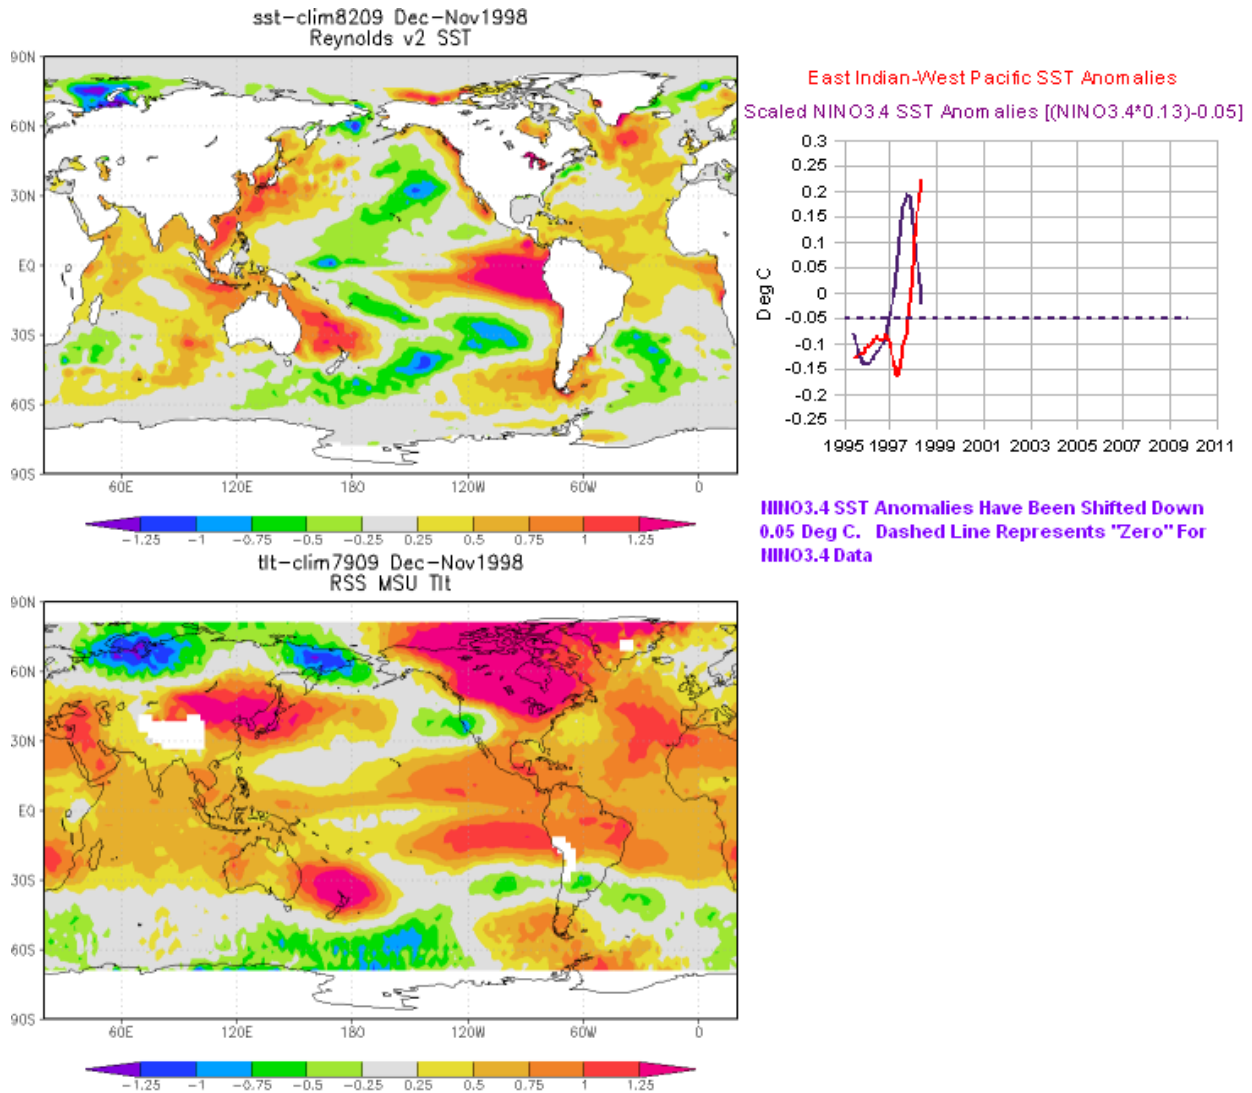 sst-clim8209 Dec-Nov1998
Reynolds v2 SST
90N
60N
30N
EQ
30S
60S
90S
60E 120E 180 120W 60W 0
-1.25 -1 -0.75 -0.5 -0.25 0.25 0.5 0.75 1 1.25
East Indian-West Pacific SST Anomalies
Scaled NINO3.4 SST Anomalies [(NINO3.4*0.13)-0.05]
Deg C
0.3
0.25
0.2
0.15
0.1
0.05
0
-0.05
-0.1
-0.15
-0.2
-0.25
1995 1997 1999 2001 2003 2005 2007 2009 2011
NINO3.4 SST Anomalies Have Been Shifted Down
0.05 Deg C. Dashed Line Represents "Zero" For
NINO3.4 Data
tlt-clim7909 Dec-Nov1998
RSS MSU Tlt
90N
60N
30N
EQ
30S
60S
90S
60E 120E 180 120W 60W 0
-1.25 -1 -0.75 -0.5 -0.25 0.25 0.5 0.75 1 1.25